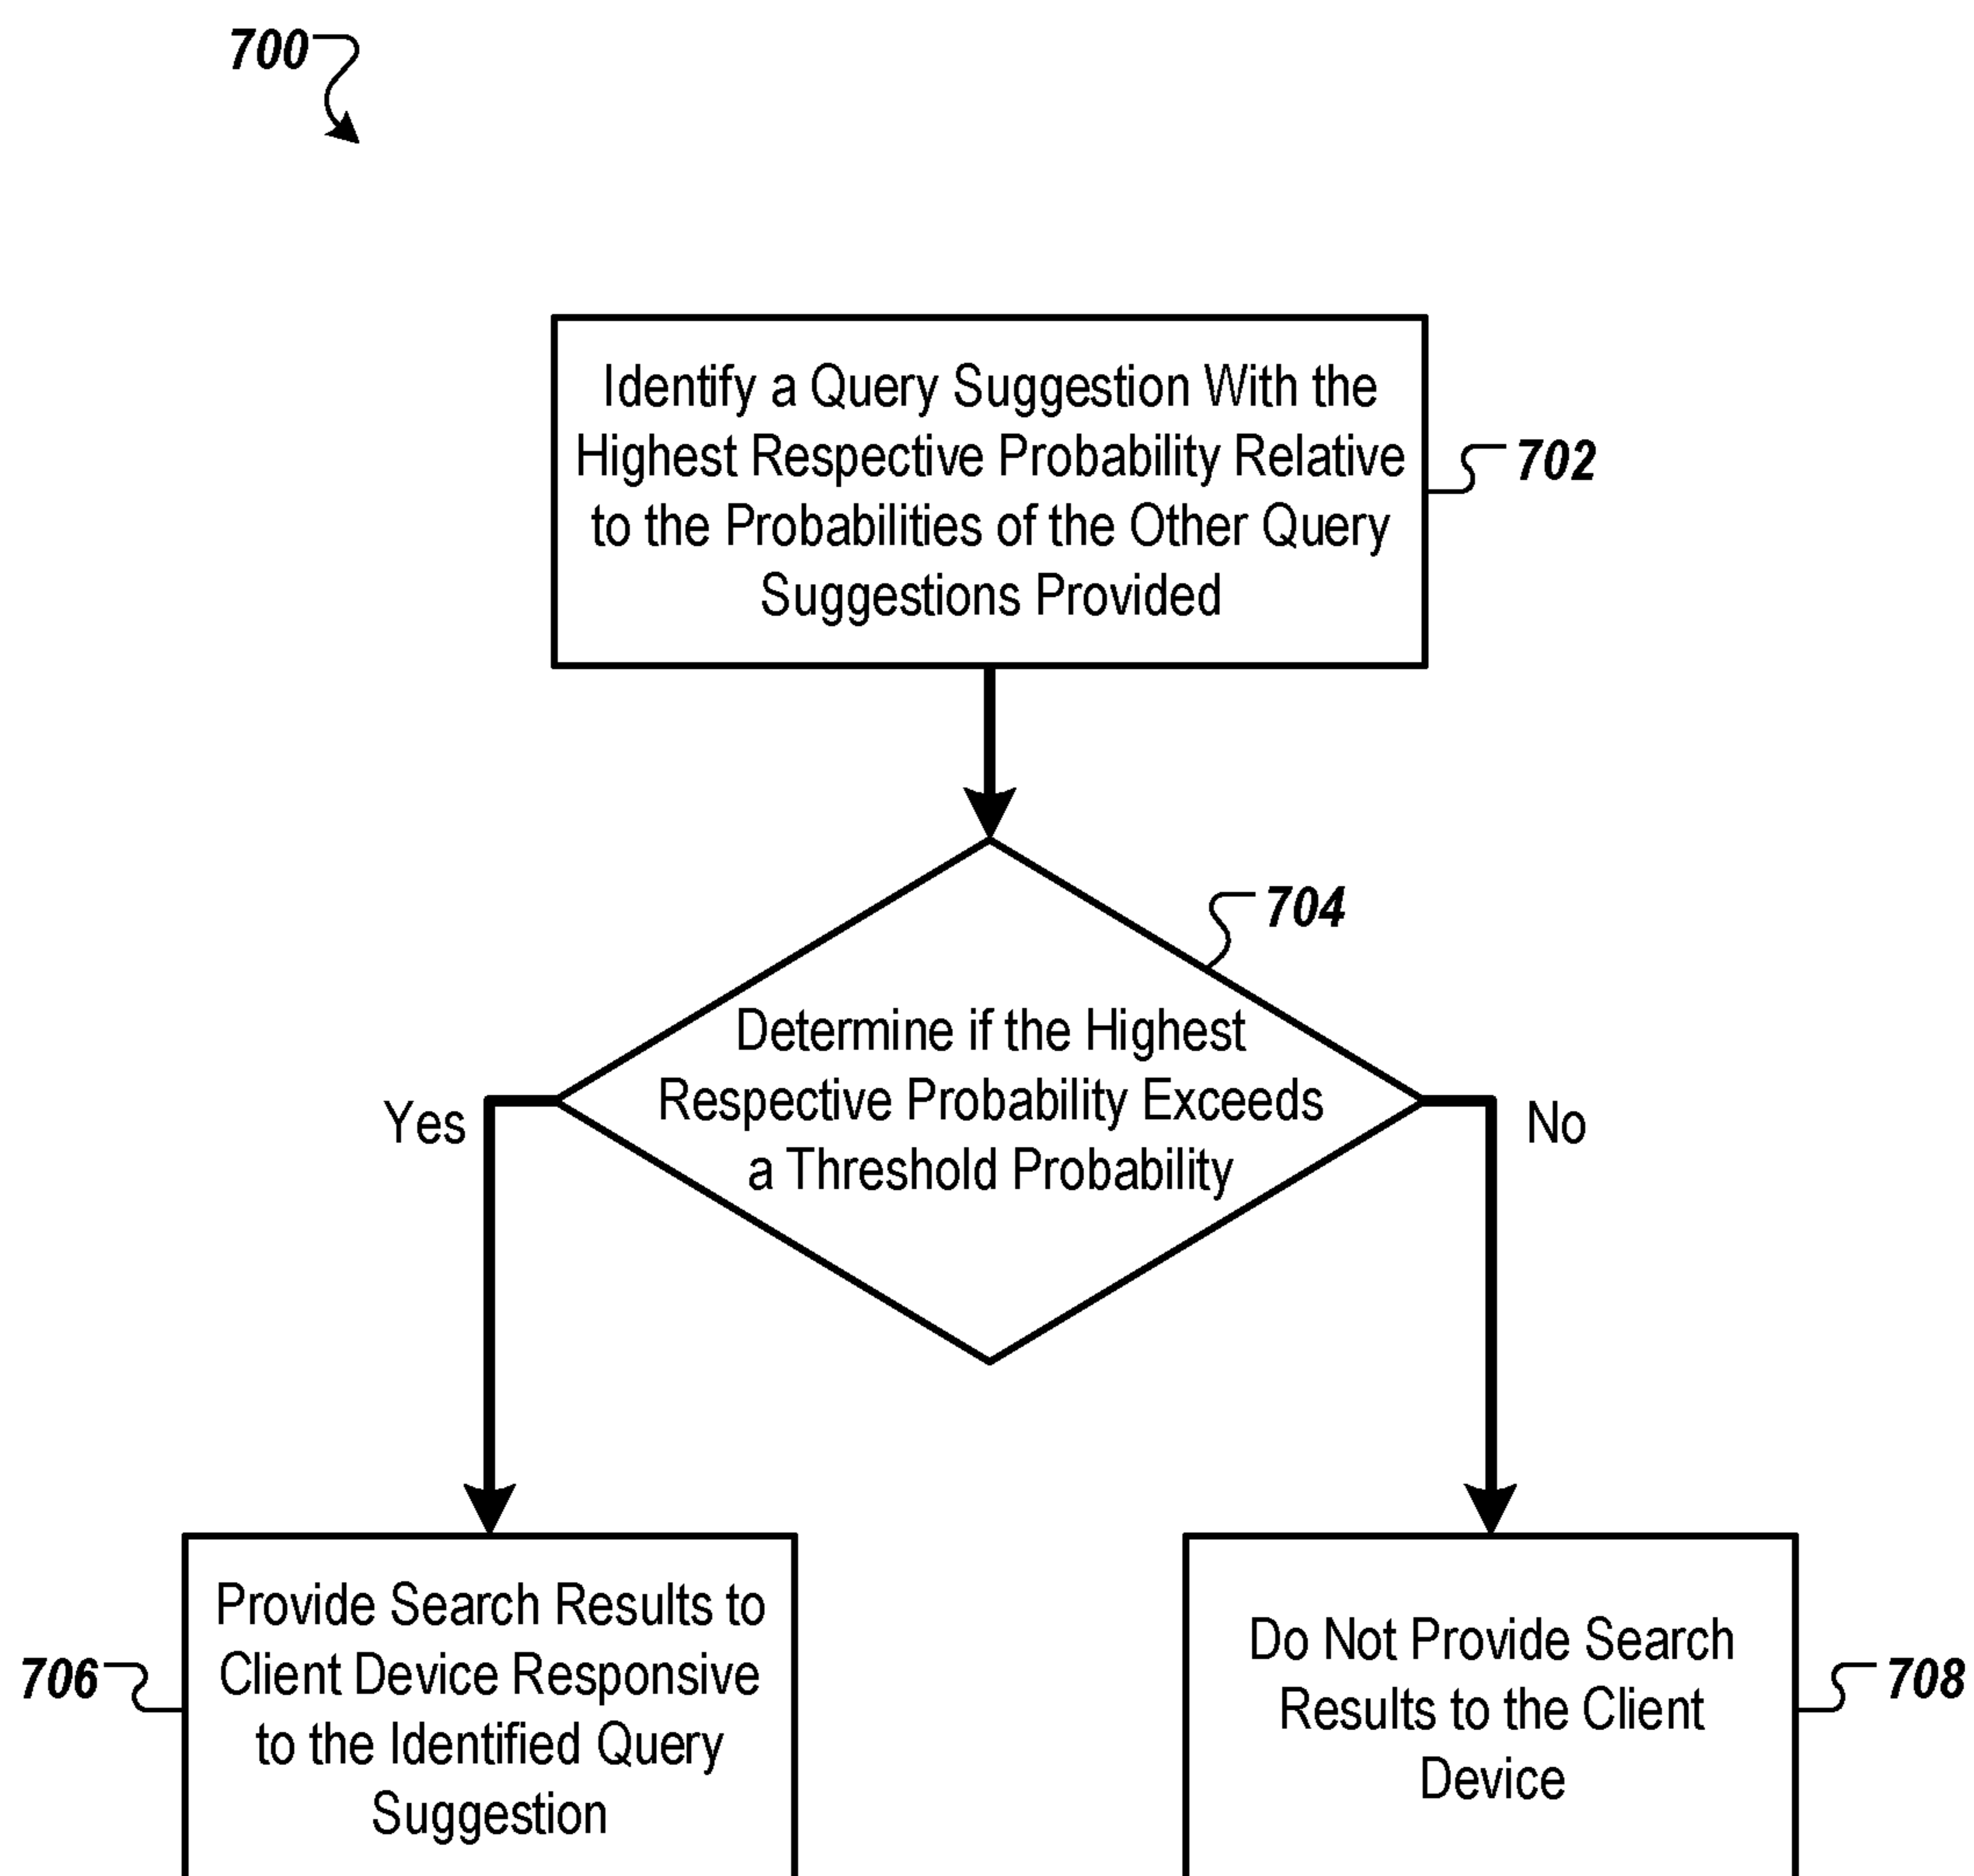 700
Identify a Query Suggestion With the
Highest Respective Probability Relative
to the Probabilities of the Other Query
Suggestions Provided
702
704
Determine if the Highest
Respective Probability Exceeds
a Threshold Probability
Yes
No
Provide Search Results to
Client Device Responsive
to the Identified Query
Suggestion
706
Do Not Provide Search
Results to the Client
Device
708